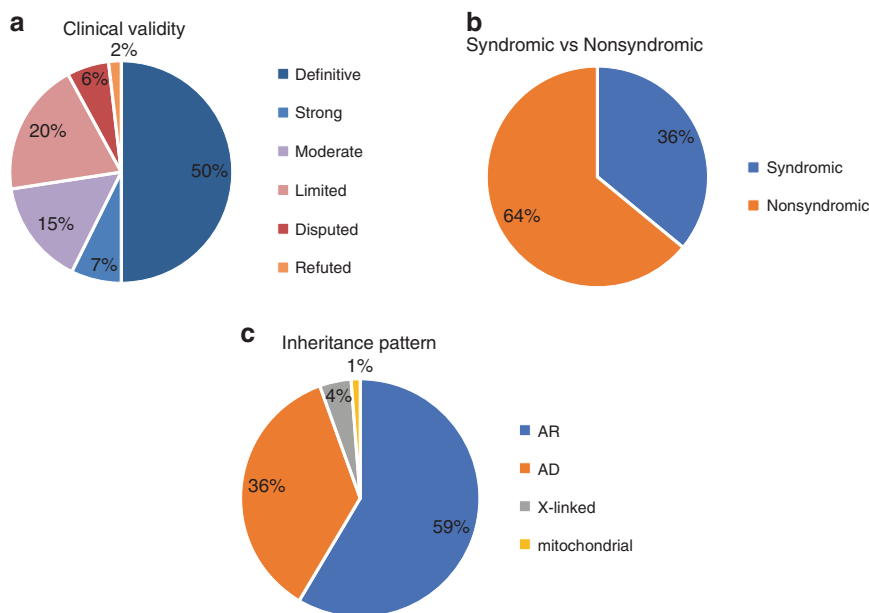 a
Clinical validity
2%
6%
20%
50%
15%
7%
Definitive
Strong
Moderate
Limited
Disputed
Refuted
b
Syndromic vs Nonsyndromic
36%
64%
Syndromic
Nonsyndromic
c
Inheritance pattern
1%
4%
36%
59%
AR
AD
X-linked
mitochondrial